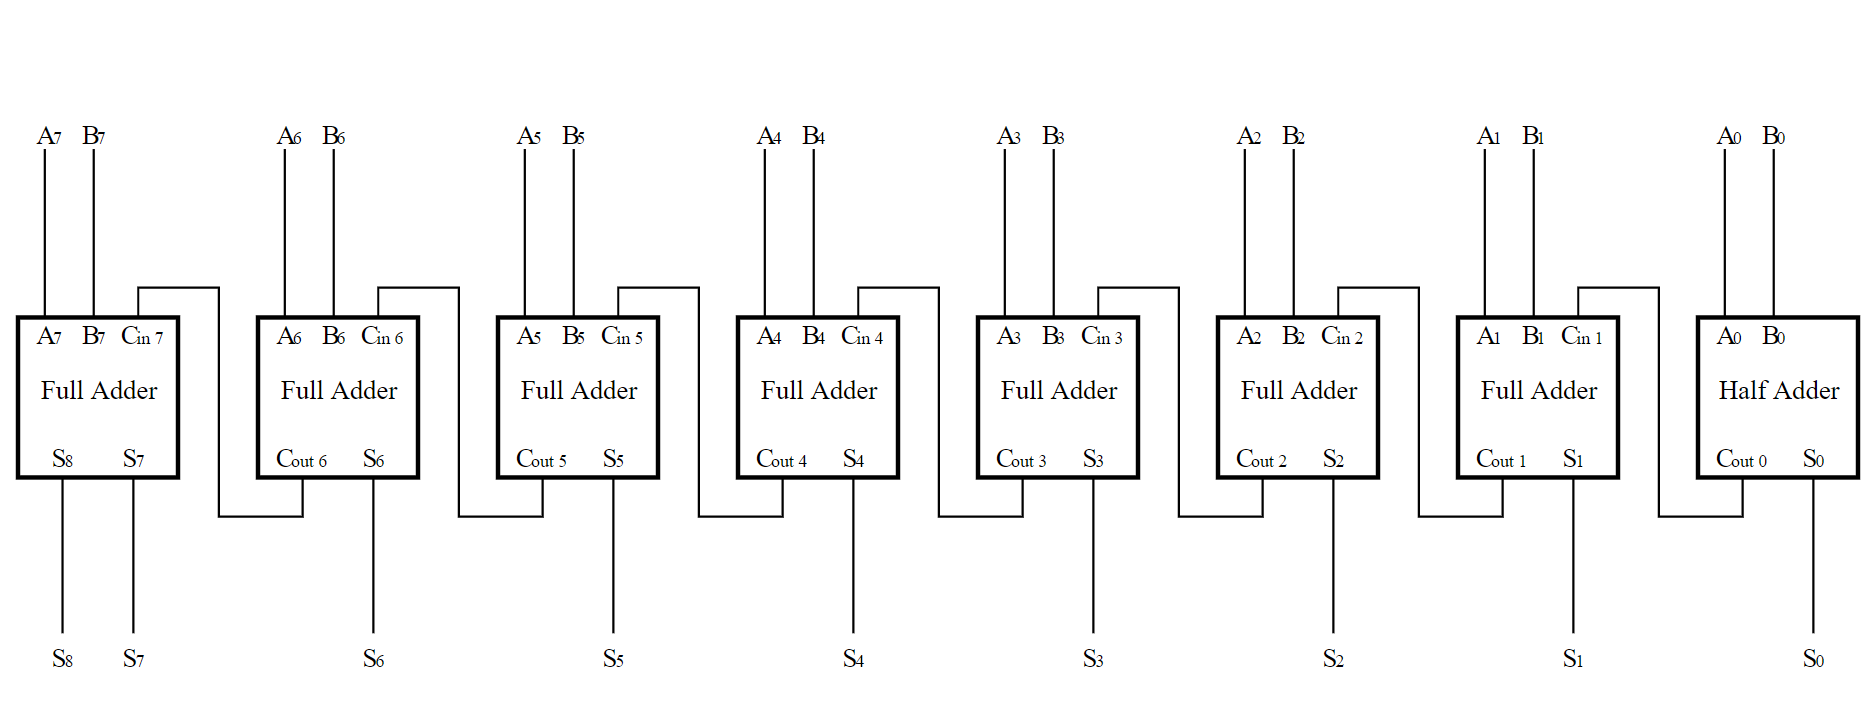 A7 B7 A6 B6 A5 B5 A4 B4 A3 B3 A2 B2 A1 B1 A0 B0
A7 B7 Cin 7 A6 B6 Cin 6 A5 B5 Cin 5 A4 B4 Cin 4 A3 B3 Cin 3 A2 B2 Cin 2 A1 B1 Cin 1 A0 B0
Full Adder Full Adder Full Adder Full Adder Full Adder Full Adder Full Adder Half Adder
S8 S7 Cout 6 S6 Cout 5 S5 Cout 4 S4 Cout 3 S3 Cout 2 S2 Cout 1 S1 Cout 0 S0
S8 S7 S6 S5 S4 S3 S2 S1 S0